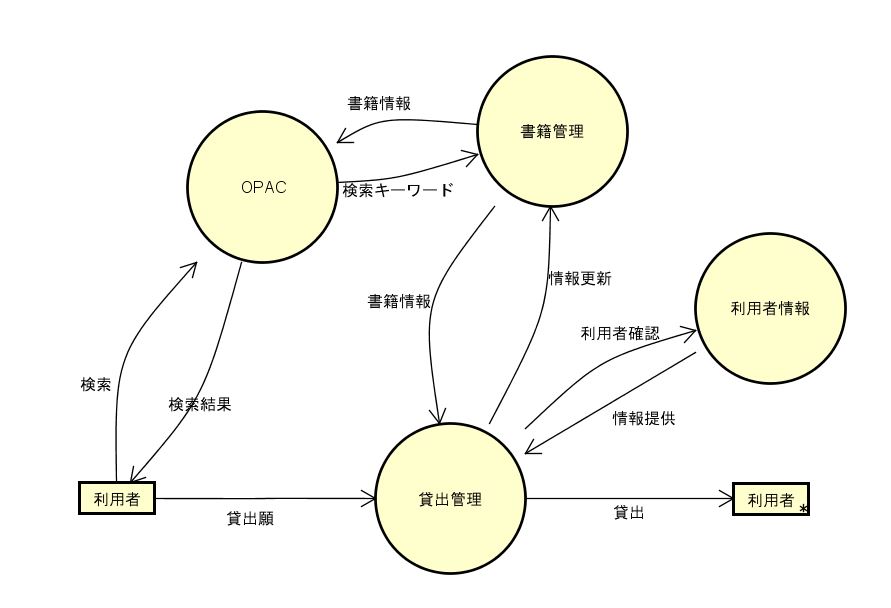 書籍情報
書籍管理
OPAC
検索キーワード
書籍情報
情報更新
利用者情報
利用者確認
検索
検索結果
情報提供
利用者
貸出願
貸出管理
貸出
利用者
*